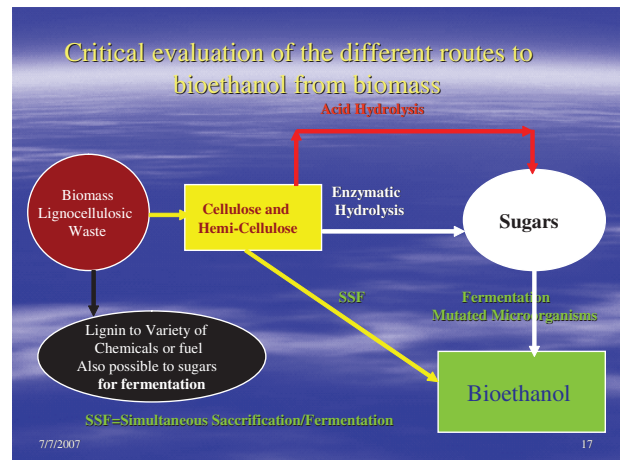 Critical evaluation of the different routes to
bioethanol from biomass
Acid Hydrolysis
Biomass
Lignocellulosic
Waste
Cellulose and
Hemi-Cellulose
Enzymatic
Hydrolysis
Sugars
SSF
Fermentation
Mutated Microorganisms
Lignin to Variety of
Chemicals or fuel
Also possible to sugars
for fermentation
Bioethanol
SSF=Simultaneous Saccrification/Fermentation
7/7/2007
17